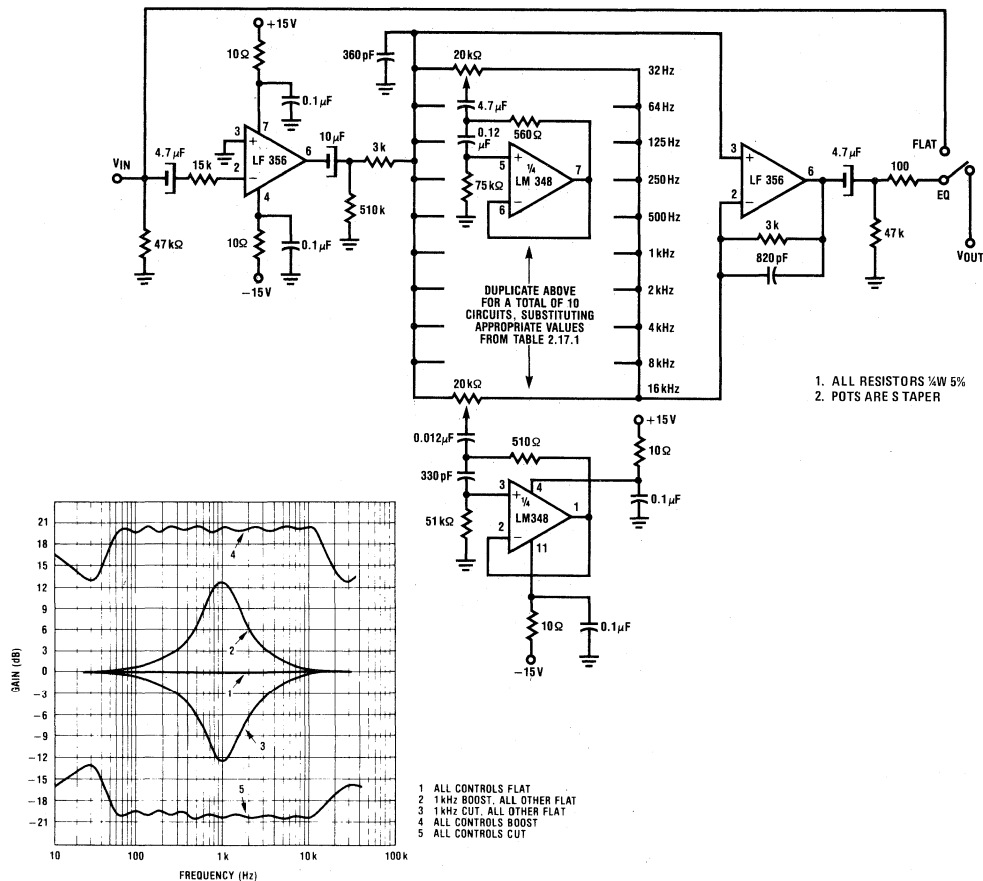 +15V
10Ω
0.1µF
7
3
+
LF 356
6
2
−
4
VIN
4.7µF
15k
47kΩ
10Ω
0.1µF
−15V
10µF
3k
510k
360pF
20kΩ
4.7µF
0.12
µF
560Ω
5
+
¼
LM 348
7
75kΩ
6
−
DUPLICATE ABOVE
FOR A TOTAL OF 10
CIRCUITS, SUBSTITUTING
APPROPRIATE VALUES
FROM TABLE 2.17.1
32Hz
64Hz
125Hz
250Hz
500Hz
1kHz
2kHz
4kHz
8kHz
16kHz
3
+
LF 356
6
2
−
3k
820pF
4.7µF
100
47k
FLAT
EQ
VOUT
1. ALL RESISTORS ¼W 5%
2. POTS ARE S TAPER
20kΩ
0.012µF
510Ω
330pF
3
+
4
¼
LM348
1
51kΩ
2
−
11
+15V
10Ω
0.1µF
10Ω
0.1µF
−15V
21
18
15
12
9
6
3
0
−3
−6
−9
−12
−15
−18
−21
GAIN (dB)
4
2
1
3
5
10
100
1k
10k
100k
FREQUENCY (Hz)
1 ALL CONTROLS FLAT
2 1kHz BOOST, ALL OTHER FLAT
3 1kHz CUT, ALL OTHER FLAT
4 ALL CONTROLS BOOST
5 ALL CONTROLS CUT